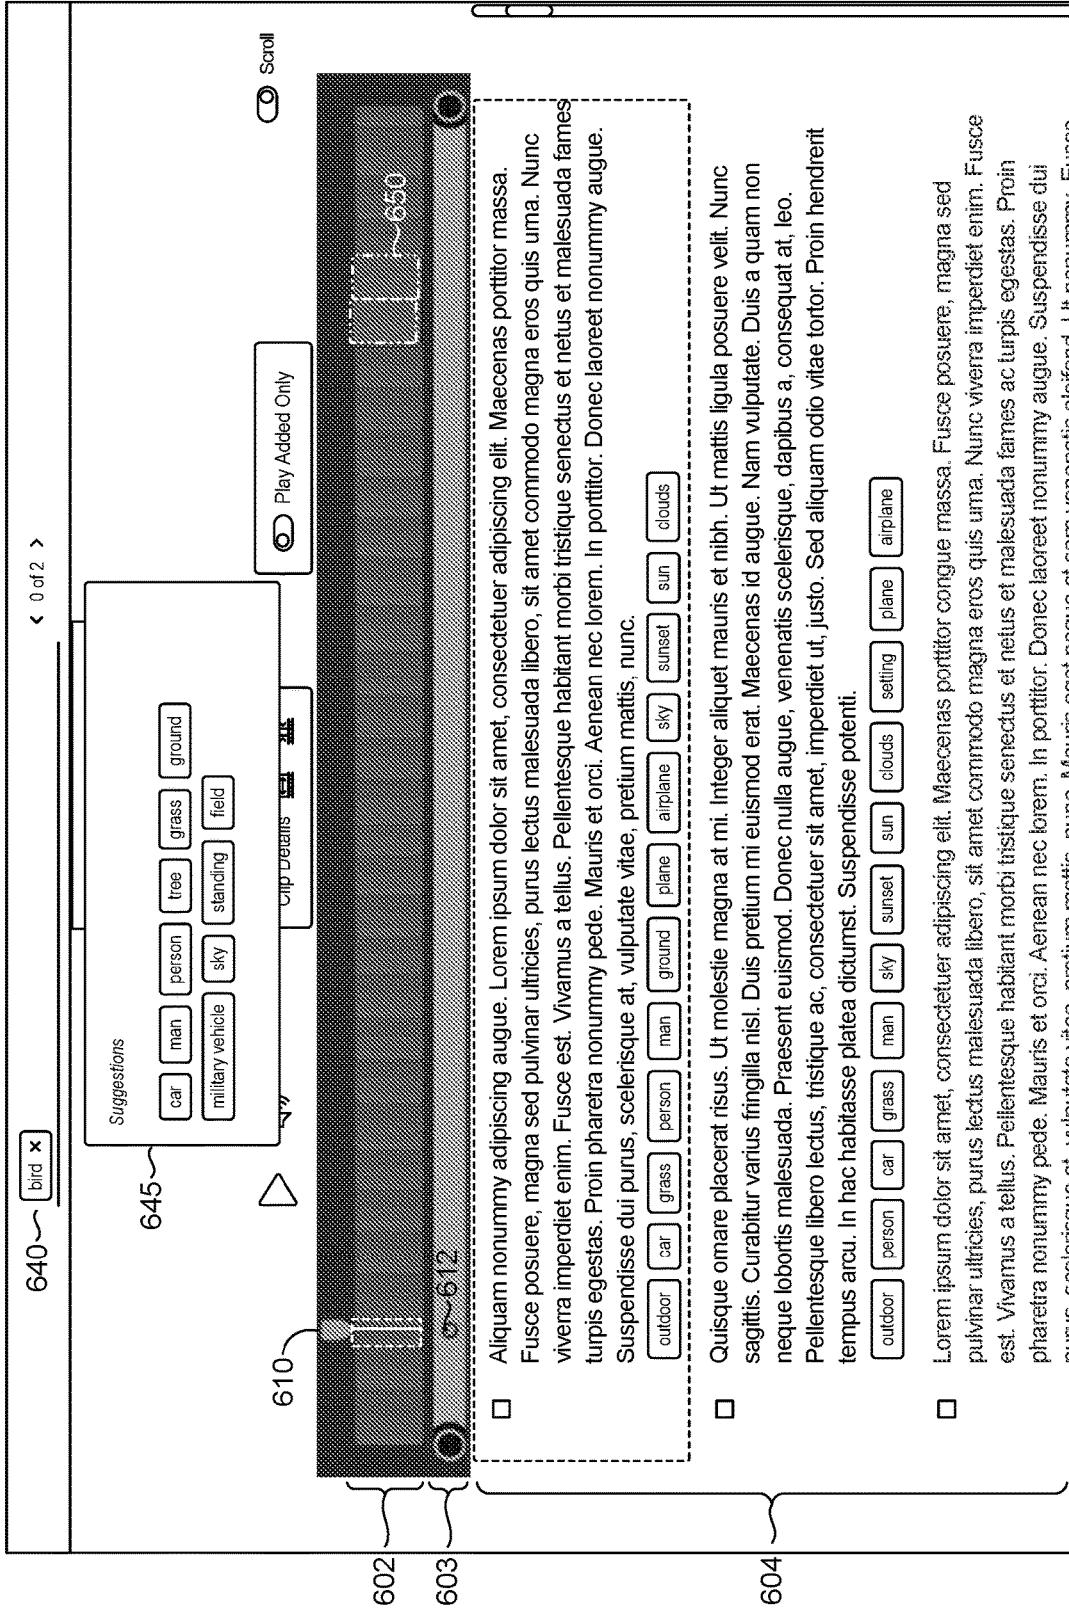 640
bird ×
< 0 of 2 >
645
Suggestions
car man person tree grass ground
military vehicle sky standing field
Clip Details
Play Added Only
Scroll
610
602
650
603
612
604
Aliquam nonummy adipiscing augue. Lorem ipsum dolor sit amet, consectetuer adipiscing elit. Maecenas porttitor massa.
Fusce posuere, magna sed pulvinar ultricies, purus lectus malesuada libero, sit amet commodo magna eros quis urna. Nunc
viverra imperdiet enim. Fusce est. Vivamus a tellus. Pellentesque habitant morbi tristique senectus et netus et malesuada fames
turpis egestas. Proin pharetra nonummy pede. Mauris et orci. Aenean nec lorem. In porttitor. Donec laoreet nonummy augue.
Suspendisse dui purus, scelerisque at, vulputate vitae, pretium mattis, nunc.
outdoor car grass person man ground plane airplane sky sunset sun clouds
Quisque ornare placerat risus. Ut molestie magna at mi. Integer aliquet mauris et nibh. Ut mattis ligula posuere velit. Nunc
sagittis. Curabitur varius fringilla nisl. Duis pretium mi euismod erat. Maecenas id augue. Nam vulputate. Duis a quam non
neque lobortis malesuada. Praesent euismod. Donec nulla augue, venenatis scelerisque, dapibus a, consequat at, leo.
Pellentesque libero lectus, tristique ac, consectetuer sit amet, imperdiet ut, justo. Sed aliquam odio vitae tortor. Proin hendrerit
tempus arcu. In hac habitasse platea dictumst. Suspendisse potenti.
outdoor person car grass man sky sunset sun clouds setting plane airplane
Lorem ipsum dolor sit amet, consectetuer adipiscing elit. Maecenas porttitor congue massa. Fusce posuere, magna sed
pulvinar ultricies, purus lectus malesuada libero, sit amet commodo magna eros quis urna. Nunc viverra imperdiet enim. Fusce
est. Vivamus a tellus. Pellentesque habitant morbi tristique senectus et netus et malesuada fames ac turpis egestas. Proin
pharetra nonummy pede. Mauris et orci. Aenean nec lorem. In porttitor. Donec laoreet nonummy augue. Suspendisse dui